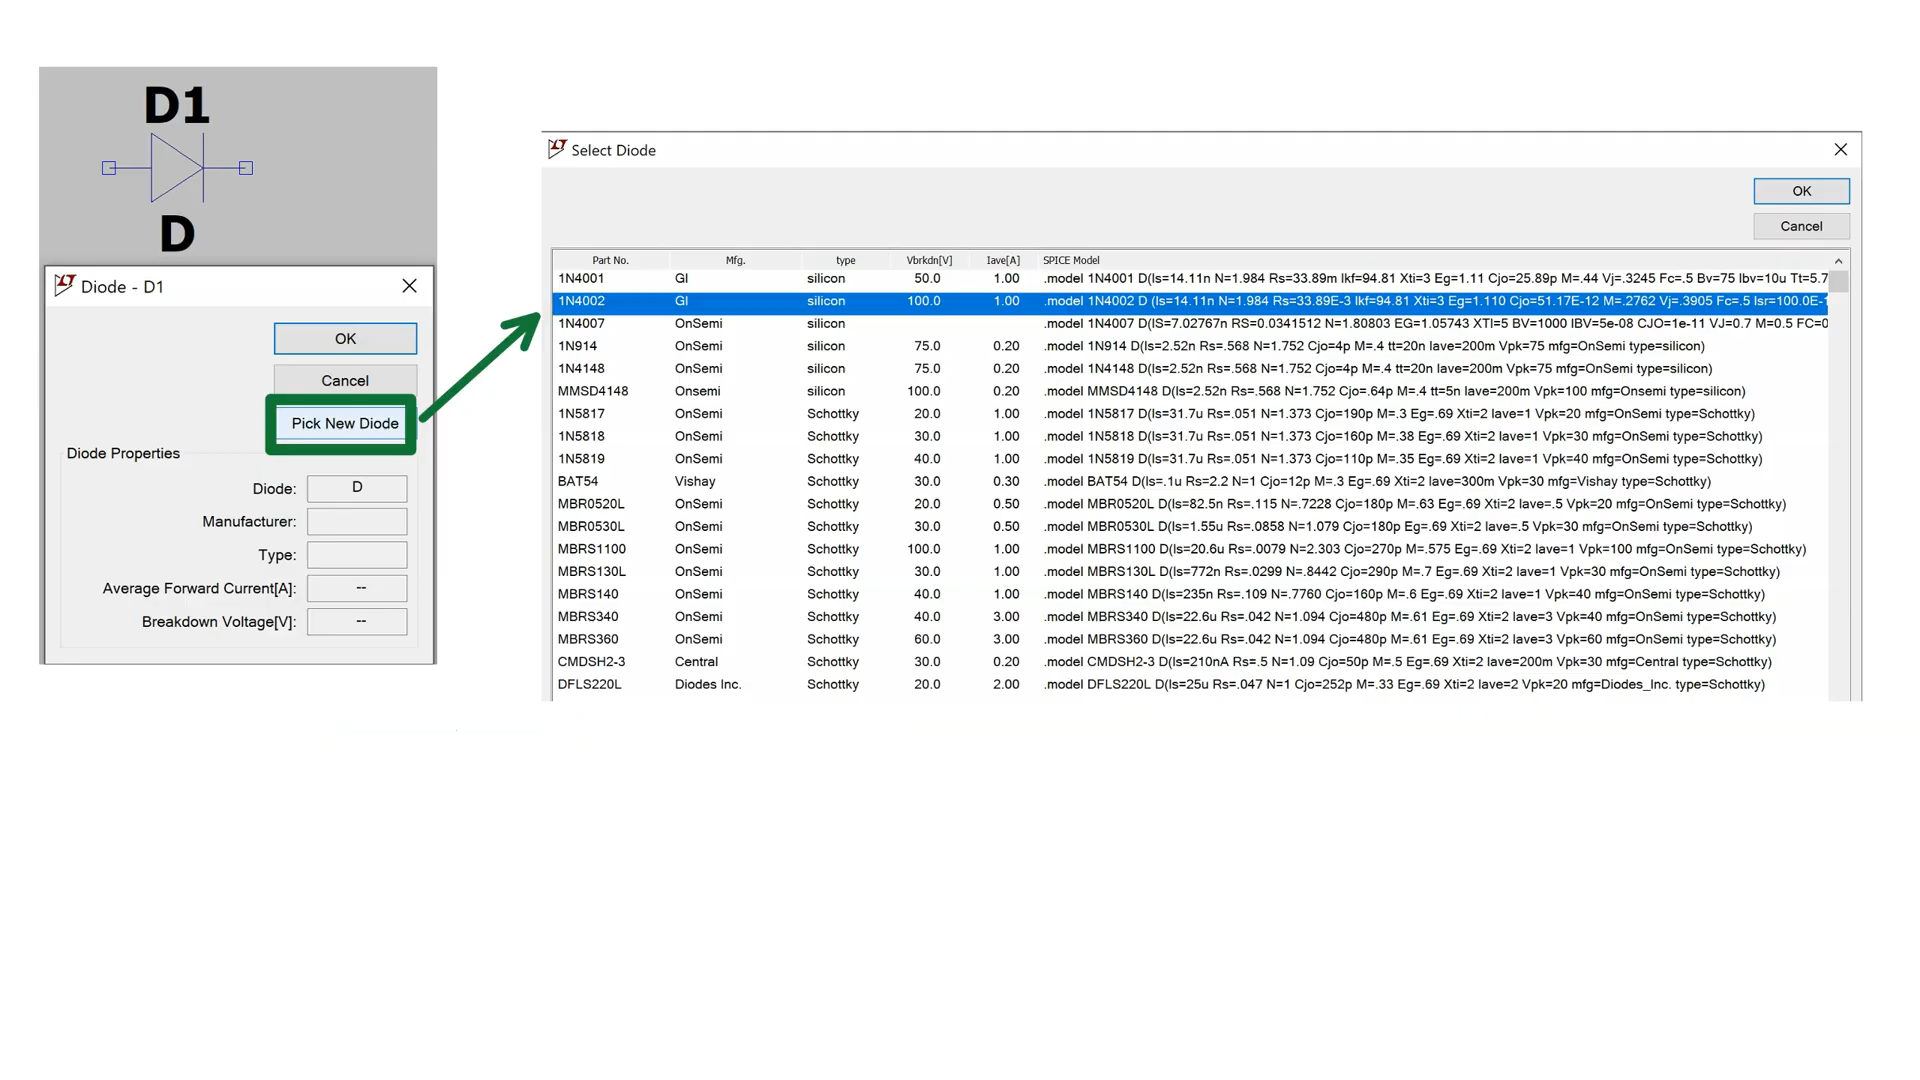 D1
D
Diode - D1
OK
Cancel
Pick New Diode
Diode Properties
Diode: D
Manufacturer:
Type:
Average Forward Current[A]: --
Breakdown Voltage[V]: --
Select Diode
OK
Cancel
Part No. Mfg. type Vbrkdn[V] Iave[A] SPICE Model
1N4001 GI silicon 50.0 1.00 .model 1N4001 D(Is=14.11n N=1.984 Rs=33.89m Ikf=94.81 Xti=3 Eg=1.11 Cjo=25.89p M=.44 Vj=.3245 Fc=.5 Bv=75 Ibv=10u Tt=5.7
1N4002 GI silicon 100.0 1.00 .model 1N4002 D (Is=14.11n N=1.984 Rs=33.89E-3 Ikf=94.81 Xti=3 Eg=1.110 Cjo=51.17E-12 M=.2762 Vj=.3905 Fc=.5 Isr=100.0E-1
1N4007 OnSemi silicon .model 1N4007 D(IS=7.02767n RS=0.0341512 N=1.80803 EG=1.05743 XTI=5 BV=1000 IBV=5e-08 CJO=1e-11 VJ=0.7 M=0.5 FC=0
1N914 OnSemi silicon 75.0 0.20 .model 1N914 D(Is=2.52n Rs=.568 N=1.752 Cjo=4p M=.4 tt=20n Iave=200m Vpk=75 mfg=OnSemi type=silicon)
1N4148 OnSemi silicon 75.0 0.20 .model 1N4148 D(Is=2.52n Rs=.568 N=1.752 Cjo=4p M=.4 tt=20n Iave=200m Vpk=75 mfg=OnSemi type=silicon)
MMSD4148 Onsemi silicon 100.0 0.20 .model MMSD4148 D(Is=2.52n Rs=.568 N=1.752 Cjo=.64p M=.4 tt=5n Iave=200m Vpk=100 mfg=Onsemi type=silicon)
1N5817 OnSemi Schottky 20.0 1.00 .model 1N5817 D(Is=31.7u Rs=.051 N=1.373 Cjo=190p M=.3 Eg=.69 Xti=2 Iave=1 Vpk=20 mfg=OnSemi type=Schottky)
1N5818 OnSemi Schottky 30.0 1.00 .model 1N5818 D(Is=31.7u Rs=.051 N=1.373 Cjo=160p M=.38 Eg=.69 Xti=2 Iave=1 Vpk=30 mfg=OnSemi type=Schottky)
1N5819 OnSemi Schottky 40.0 1.00 .model 1N5819 D(Is=31.7u Rs=.051 N=1.373 Cjo=110p M=.35 Eg=.69 Xti=2 Iave=1 Vpk=40 mfg=OnSemi type=Schottky)
BAT54 Vishay Schottky 30.0 0.30 .model BAT54 D(Is=.1u Rs=2.2 N=1 Cjo=12p M=.3 Eg=.69 Xti=2 Iave=300m Vpk=30 mfg=Vishay type=Schottky)
MBR0520L OnSemi Schottky 20.0 0.50 .model MBR0520L D(Is=82.5n Rs=.115 N=.7228 Cjo=180p M=.63 Eg=.69 Xti=2 Iave=.5 Vpk=20 mfg=OnSemi type=Schottky)
MBR0530L OnSemi Schottky 30.0 0.50 .model MBR0530L D(Is=1.55u Rs=.0858 N=1.079 Cjo=180p Eg=.69 Xti=2 Iave=.5 Vpk=30 mfg=OnSemi type=Schottky)
MBRS1100 OnSemi Schottky 100.0 1.00 .model MBRS1100 D(Is=20.6u Rs=.0079 N=2.303 Cjo=270p M=.575 Eg=.69 Xti=2 Iave=1 Vpk=100 mfg=OnSemi type=Schottky)
MBRS130L OnSemi Schottky 30.0 1.00 .model MBRS130L D(Is=772n Rs=.0299 N=.8442 Cjo=290p M=.7 Eg=.69 Xti=2 Iave=1 Vpk=30 mfg=OnSemi type=Schottky)
MBRS140 OnSemi Schottky 40.0 1.00 .model MBRS140 D(Is=235n Rs=.109 N=.7760 Cjo=160p M=.6 Eg=.69 Xti=2 Iave=1 Vpk=40 mfg=OnSemi type=Schottky)
MBRS340 OnSemi Schottky 40.0 3.00 .model MBRS340 D(Is=22.6u Rs=.042 N=1.094 Cjo=480p M=.61 Eg=.69 Xti=2 Iave=3 Vpk=40 mfg=OnSemi type=Schottky)
MBRS360 OnSemi Schottky 60.0 3.00 .model MBRS360 D(Is=22.6u Rs=.042 N=1.094 Cjo=480p M=.61 Eg=.69 Xti=2 Iave=3 Vpk=60 mfg=OnSemi type=Schottky)
CMDSH2-3 Central Schottky 30.0 0.20 .model CMDSH2-3 D(Is=210nA Rs=.5 N=1.09 Cjo=50p M=.5 Eg=.69 Xti=2 Iave=200m Vpk=30 mfg=Central type=Schottky)
DFLS220L Diodes Inc. Schottky 20.0 2.00 .model DFLS220L D(Is=25u Rs=.047 N=1 Cjo=252p M=.33 Eg=.69 Xti=2 Iave=2 Vpk=20 mfg=Diodes_Inc. type=Schottky)